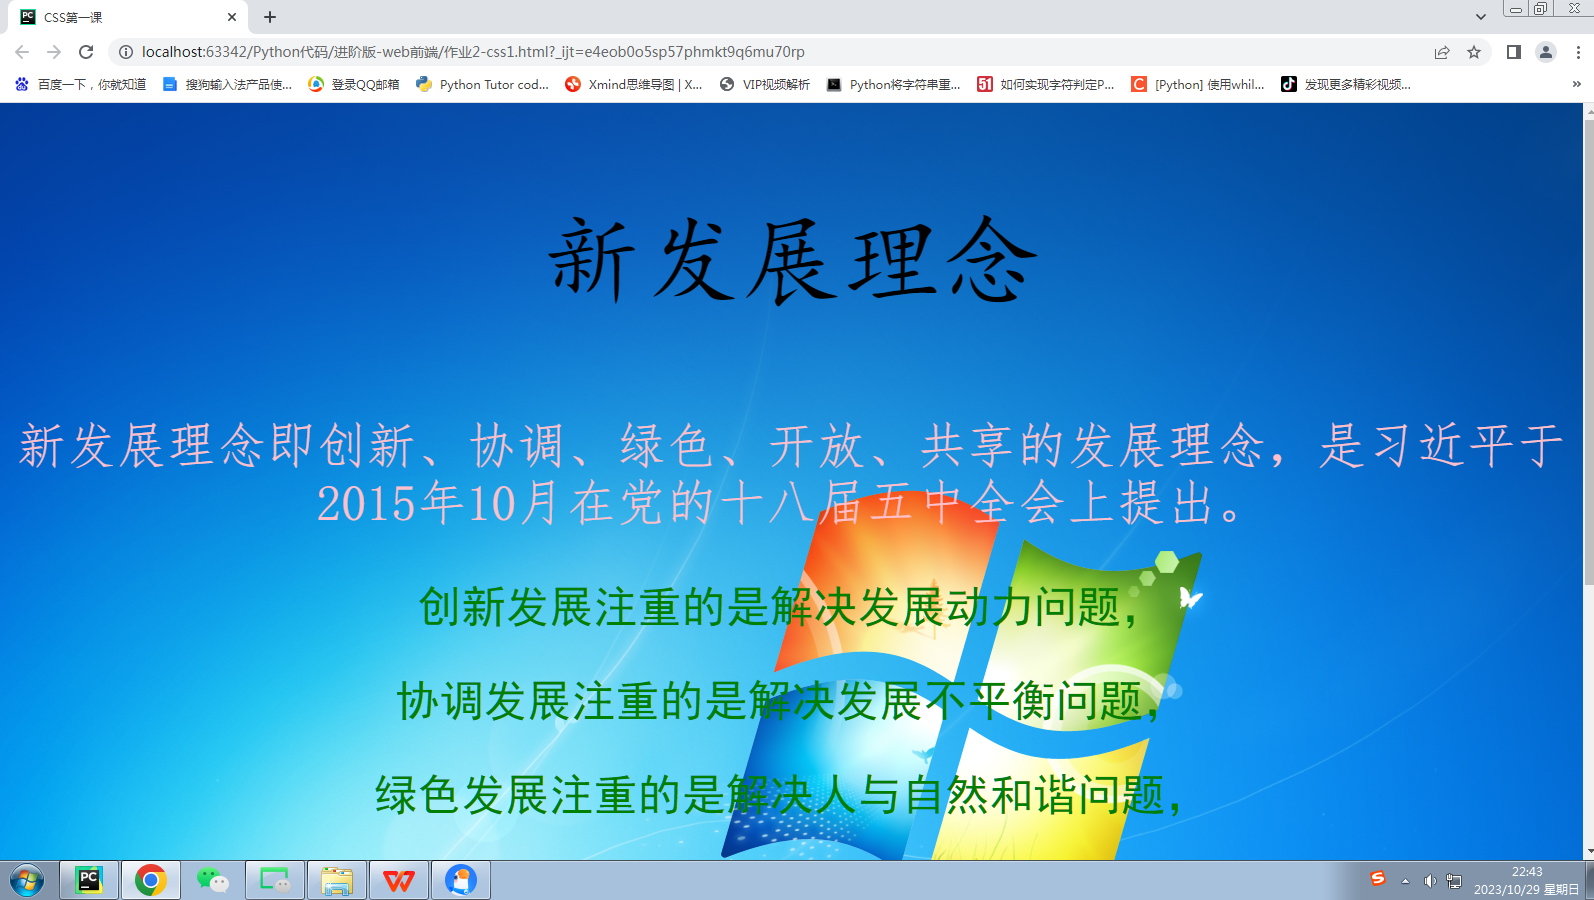 CSS第一课
localhost:63342/Python代码/进阶版-web前端/作业2-css1.html?_ijt=e4eob0o5sp57phmkt9q6mu70rp
百度一下，你就知道 搜狗输入法产品使... 登录QQ邮箱 Python Tutor cod... Xmind思维导图 | X... VIP视频解析 Python将字符串重... 如何实现字符判定P... [Python] 使用whil... 发现更多精彩视频... »
新发展理念
新发展理念即创新、协调、绿色、开放、共享的发展理念，是习近平于
2015年10月在党的十八届五中全会上提出。
创新发展注重的是解决发展动力问题，
协调发展注重的是解决发展不平衡问题，
绿色发展注重的是解决人与自然和谐问题，
22:43
2023/10/29 星期日